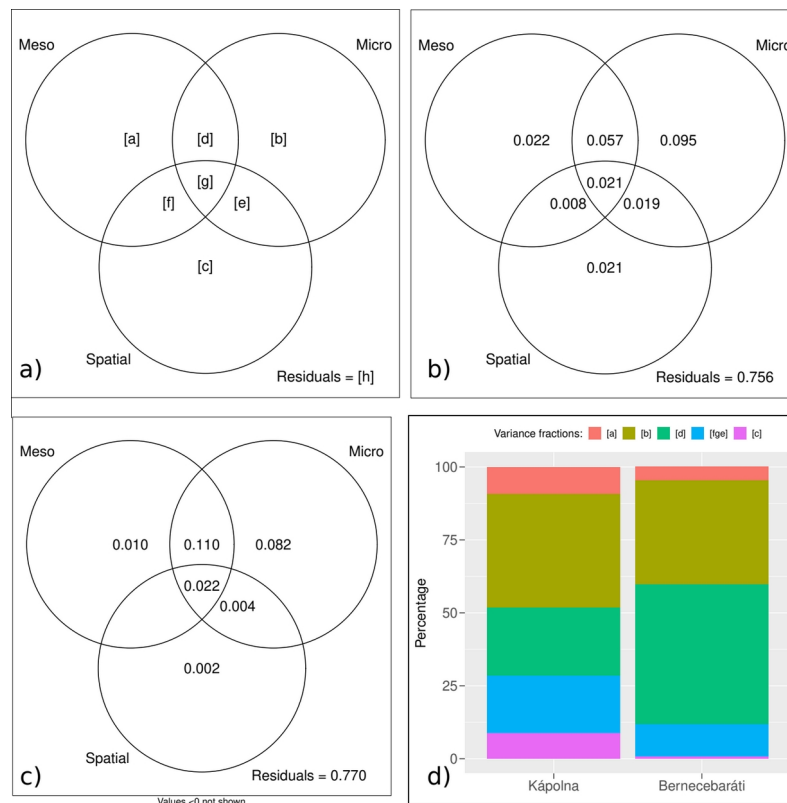 Meso
Micro
[a]
[d]
[b]
[g]
[f]
[e]
[c]
Spatial
a)
Residuals = [h]
Meso
Micro
0.022
0.057
0.095
0.021
0.008
0.019
0.021
Spatial
b)
Residuals = 0.756
Meso
Micro
0.010
0.110
0.082
0.022
0.004
0.002
Spatial
c)
Residuals = 0.770
Values <0 not shown
Variance fractions: [a] [b] [d] [fge] [c]
100
75
50
25
0
Percentage
Kápolna
Bernecebaráti
d)